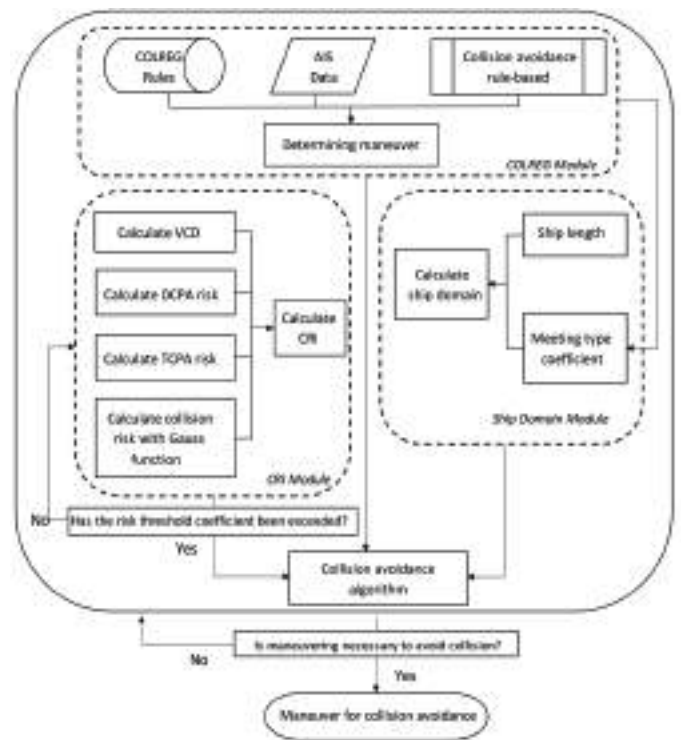 COLREG
Rules
AIS
Data
Collision avoidance
rule-based
Determining maneuver
COLREG Module
Calculate VCD
Calculate DCPA risk
Calculate TCPA risk
Calculate collision
risk with Gauss
function
Calculate
CRI
CRI Module
Ship length
Calculate
ship domain
Meeting type
coefficient
Ship Domain Module
No
Has the risk threshold coefficient been exceeded?
Yes
Collision avoidance
algorithm
Is maneuvering necessary to avoid collision?
No
Yes
Maneuver for collision avoidance